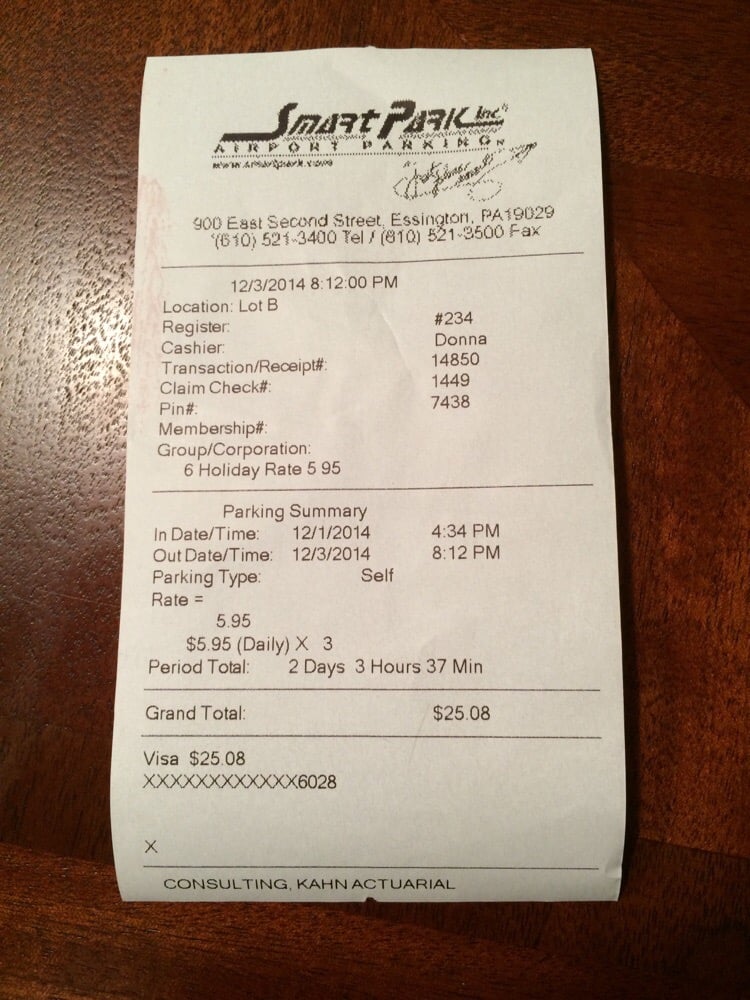 SMART PARK Inc.
AIRPORT PARKING
www.smartpark.com
900 East Second Street, Essington, PA19029
(610) 521-3400 Tel / (610) 521-3500 Fax
12/3/2014 8:12:00 PM
Location: Lot B
Register: #234
Cashier: Donna
Transaction/Receipt#: 14850
Claim Check#: 1449
Pin#: 7438
Membership#:
Group/Corporation:
6 Holiday Rate 5 95
Parking Summary
In Date/Time: 12/1/2014 4:34 PM
Out Date/Time: 12/3/2014 8:12 PM
Parking Type: Self
Rate =
5.95
$5.95 (Daily) X 3
Period Total: 2 Days 3 Hours 37 Min
Grand Total: $25.08
Visa $25.08
XXXXXXXXXXXX6028
X
CONSULTING, KAHN ACTUARIAL